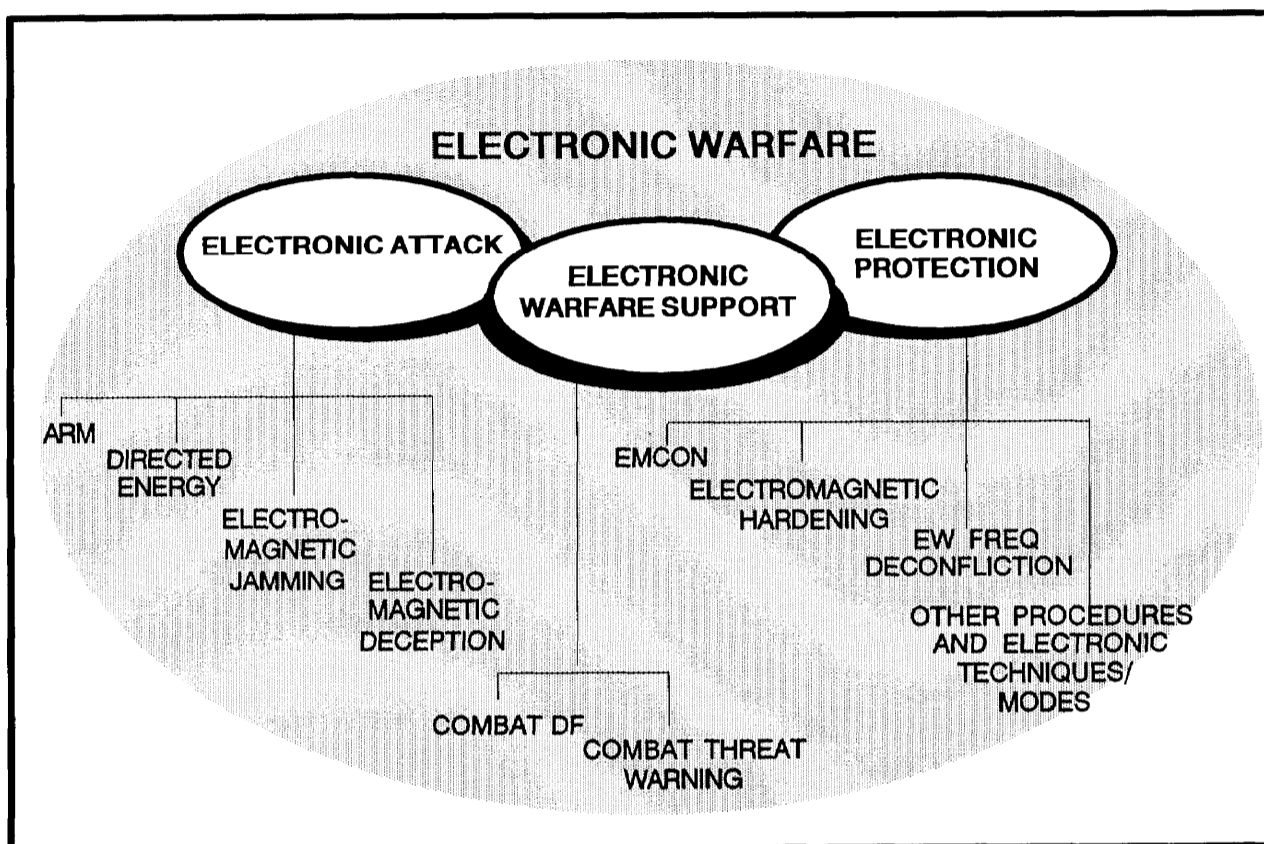 ELECTRONIC WARFARE
ELECTRONIC ATTACK
ELECTRONIC
WARFARE SUPPORT
ELECTRONIC
PROTECTION
ARM
DIRECTED
ENERGY
ELECTRO-
MAGNETIC
JAMMING
ELECTRO-
MAGNETIC
DECEPTION
COMBAT DF
COMBAT THREAT
WARNING
EMCON
ELECTROMAGNETIC
HARDENING
EW FREQ
DECONFLICTION
OTHER PROCEDURES
AND ELECTRONIC
TECHNIQUES/
MODES